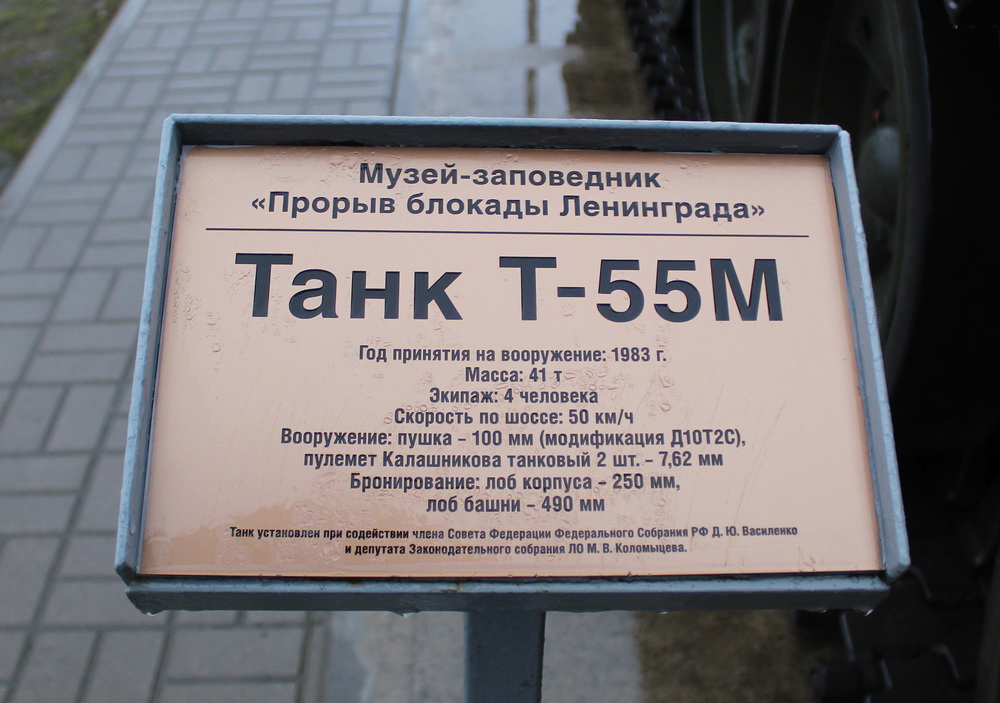 Музей-заповедник
«Прорыв блокады Ленинграда»
Танк Т-55М
Год принятия на вооружение: 1983 г.
Масса: 41 т
Экипаж: 4 человека
Скорость по шоссе: 50 км/ч
Вооружение: пушка – 100 мм (модификация Д10Т2С),
пулемет Калашникова танковый 2 шт. – 7,62 мм
Бронирование: лоб корпуса – 250 мм,
лоб башни – 490 мм
Танк установлен при содействии члена Совета Федерации Федерального Собрания РФ Д. Ю. Василенко
и депутата Законодательного собрания ЛО М. В. Коломыцева.